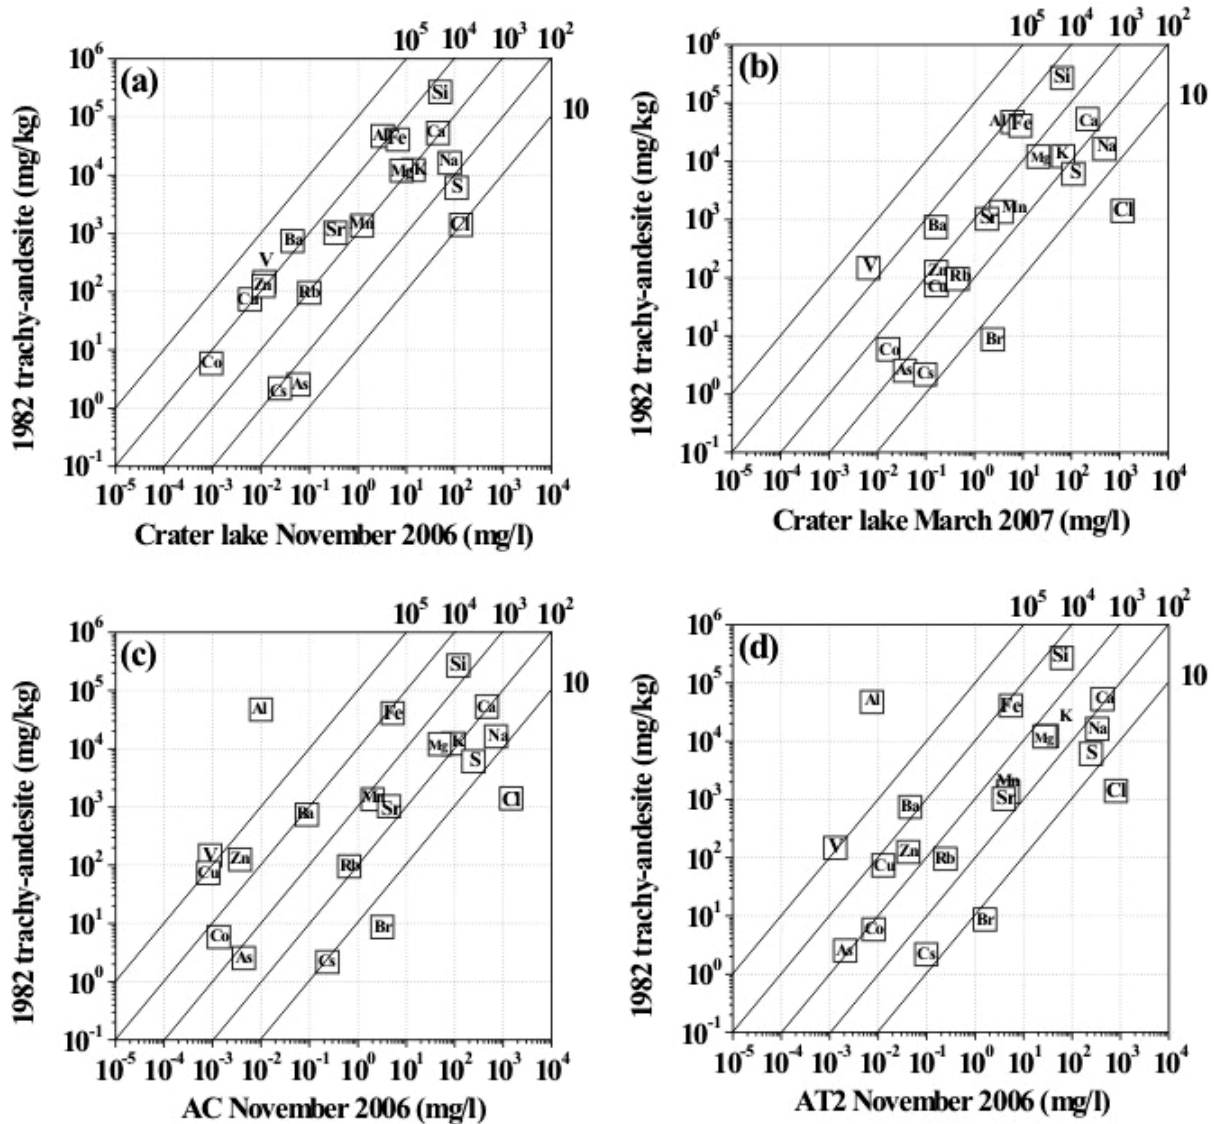 10⁵ 10⁴ 10³ 10²
10
10⁶
10⁵
10⁴
10³
10²
10¹
10⁰
10⁻¹
1982 trachy-andesite (mg/kg)
(a)
Si
Al Fe Ca
Mg K Na
S
Sr Mn Cl
Ba
V
Zn
Cu Rb
Co
Cs As
10⁻⁵ 10⁻⁴ 10⁻³ 10⁻² 10⁻¹ 10⁰ 10¹ 10² 10³ 10⁴
Crater lake November 2006 (mg/l)
10⁵ 10⁴ 10³ 10²
10
10⁶
10⁵
10⁴
10³
10²
10¹
10⁰
10⁻¹
1982 trachy-andesite (mg/kg)
(b)
Si
Al Fe Ca
Mg K Na
S
Mn Cl
Ba Sr
V
Zn Rb
Cu
Co Br
As Cs
10⁻⁵ 10⁻⁴ 10⁻³ 10⁻² 10⁻¹ 10⁰ 10¹ 10² 10³ 10⁴
Crater lake March 2007 (mg/l)
10⁵ 10⁴ 10³ 10²
10
10⁶
10⁵
10⁴
10³
10²
10¹
10⁰
10⁻¹
1982 trachy-andesite (mg/kg)
(c)
Si
Al Fe Ca
Mg K Na
S
Mn Cl
Ba Sr
V Zn
Cu Rb
Co Br
As Cs
10⁻⁵ 10⁻⁴ 10⁻³ 10⁻² 10⁻¹ 10⁰ 10¹ 10² 10³ 10⁴
AC November 2006 (mg/l)
10⁵ 10⁴ 10³ 10²
10
10⁶
10⁵
10⁴
10³
10²
10¹
10⁰
10⁻¹
1982 trachy-andesite (mg/kg)
(d)
Si
Al Fe Ca
K
Mg Na
S
Mn
Ba Sr Cl
V Zn
Cu Rb
Co Br
As Cs
10⁻⁵ 10⁻⁴ 10⁻³ 10⁻² 10⁻¹ 10⁰ 10¹ 10² 10³ 10⁴
AT2 November 2006 (mg/l)